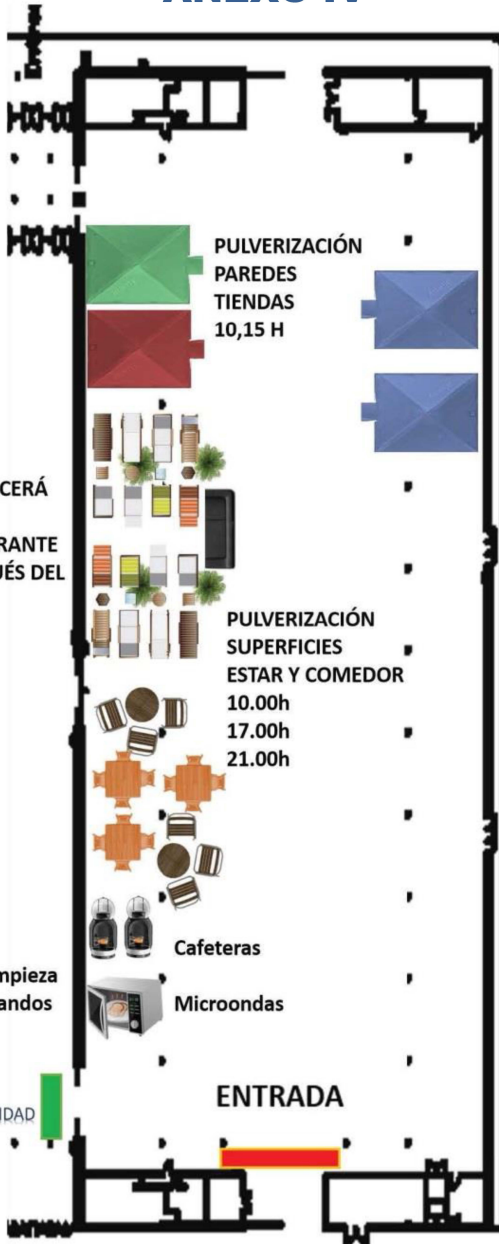 PULVERIZACIÓN
PAREDES
TIENDAS
10,15 H
CERÁ
RANTE
UÉS DEL
PULVERIZACIÓN
SUPERFICIES
ESTAR Y COMEDOR
10.00h
17.00h
21.00h
Cafeteras
mpieza
andos
Microondas
IDAD
ENTRADA